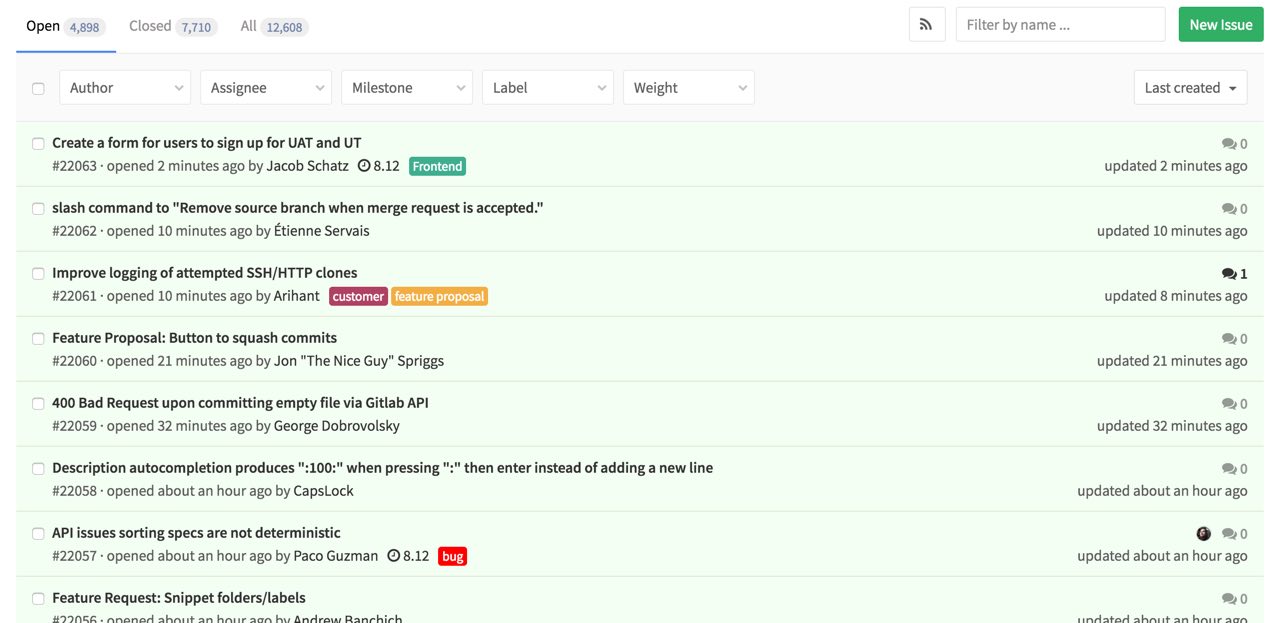 Open 4,898 Closed 7,710 All 12,608 Filter by name ... New Issue
Author Assignee Milestone Label Weight Last created
Create a form for users to sign up for UAT and UT 0
#22063 · opened 2 minutes ago by Jacob Schatz 8.12 Frontend updated 2 minutes ago
slash command to "Remove source branch when merge request is accepted." 0
#22062 · opened 10 minutes ago by Étienne Servais updated 10 minutes ago
Improve logging of attempted SSH/HTTP clones 1
#22061 · opened 10 minutes ago by Arihant customer feature proposal updated 8 minutes ago
Feature Proposal: Button to squash commits 0
#22060 · opened 21 minutes ago by Jon "The Nice Guy" Spriggs updated 21 minutes ago
400 Bad Request upon committing empty file via Gitlab API 0
#22059 · opened 32 minutes ago by George Dobrovolsky updated 32 minutes ago
Description autocompletion produces ":100:" when pressing ":" then enter instead of adding a new line 0
#22058 · opened about an hour ago by CapsLock updated about an hour ago
API issues sorting specs are not deterministic 0
#22057 · opened about an hour ago by Paco Guzman 8.12 bug updated about an hour ago
Feature Request: Snippet folders/labels 0
#22056 · opened about an hour ago by Andrew Banchich updated about an hour ago